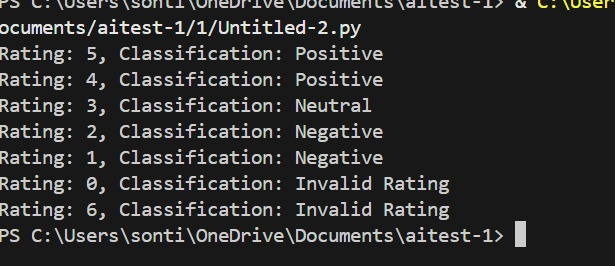 PS C:\Users\sonti\OneDrive\Documents\aitest-1> & C:\User
ocuments/aitest-1/1/Untitled-2.py
Rating: 5, Classification: Positive
Rating: 4, Classification: Positive
Rating: 3, Classification: Neutral
Rating: 2, Classification: Negative
Rating: 1, Classification: Negative
Rating: 0, Classification: Invalid Rating
Rating: 6, Classification: Invalid Rating
PS C:\Users\sonti\OneDrive\Documents\aitest-1>